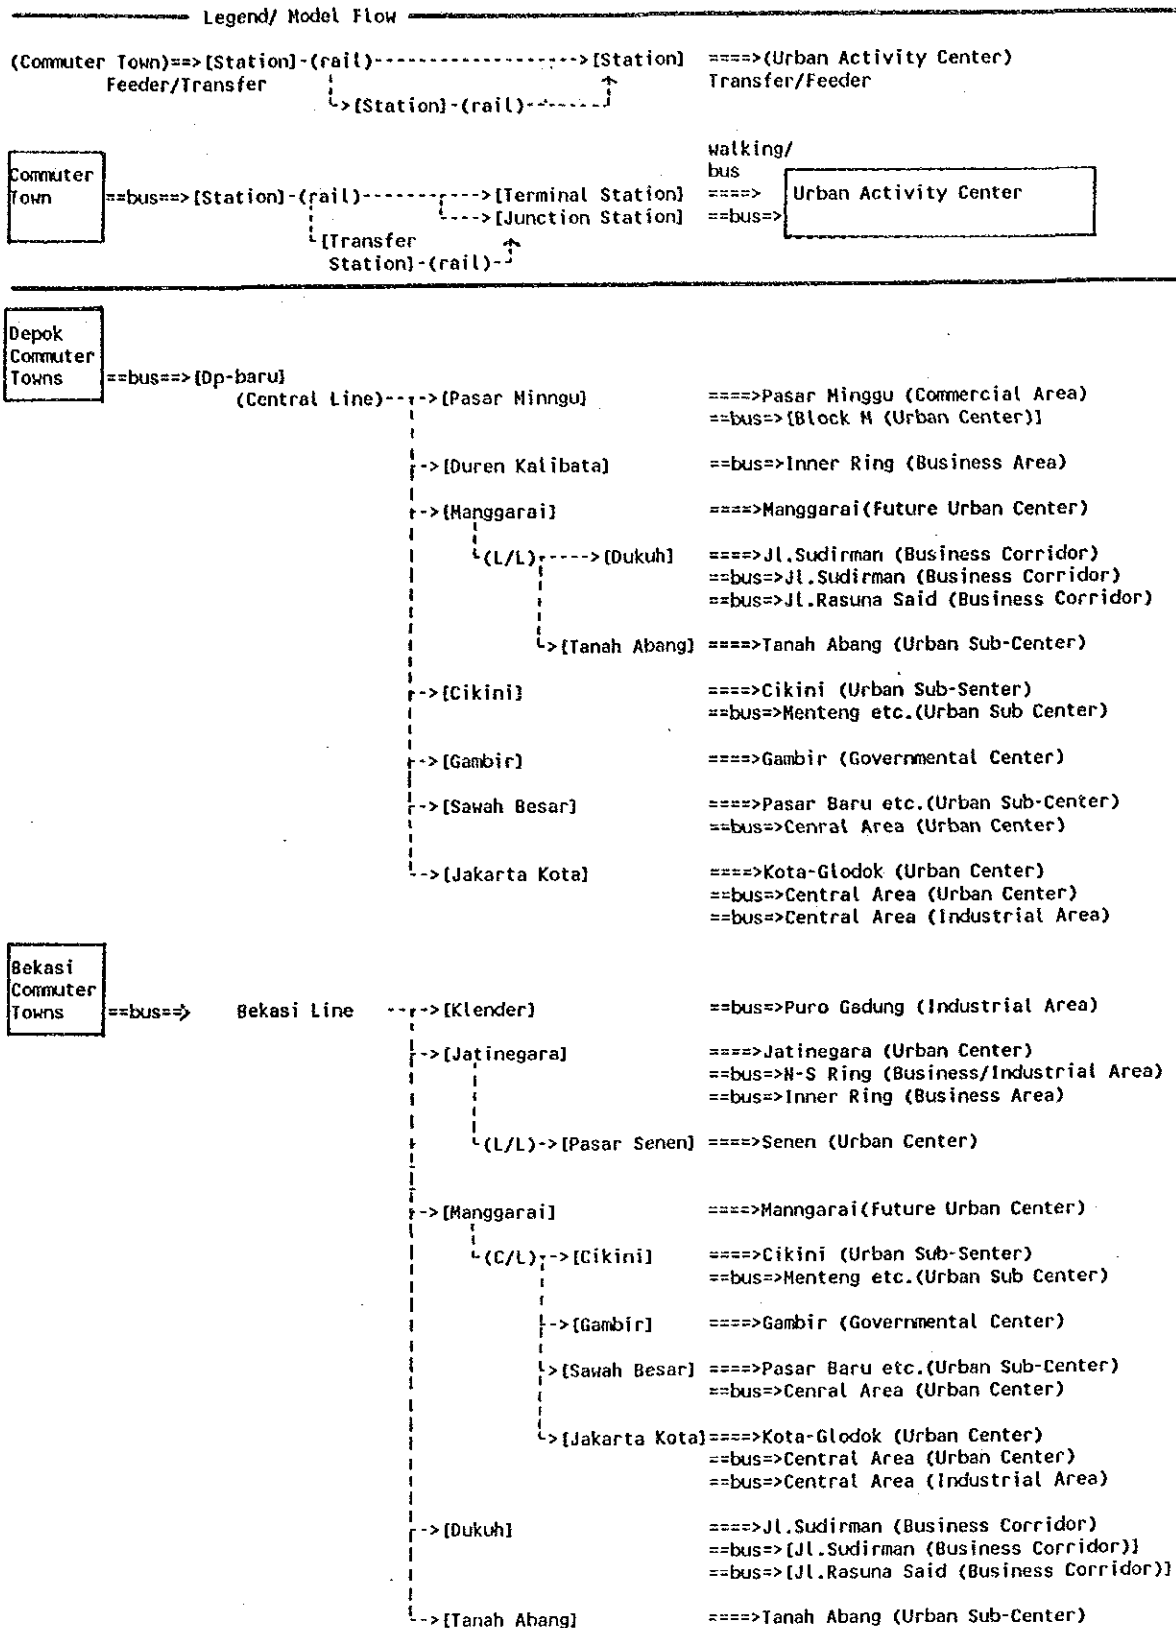 Legend/ Model Flow
(Commuter Town)==>[Station]-(rail)-------------------->[Station] ====>(Urban Activity Center)
Feeder/Transfer Transfer/Feeder
└->[Station]-(rail)--------┘
walking/
Commuter bus
Town ==bus==>[Station]-(rail)------------>[Terminal Station] ====> Urban Activity Center
---->[Junction Station] ==bus=>
└[Transfer
Station]-(rail)--┘
Depok
Commuter
Towns ==bus==>[Dp-baru]
(Central Line)---->[Pasar Minngu] ====>Pasar Minggu (Commercial Area)
==bus=>[Block M (Urban Center)]
->[Duren Kalibata] ==bus=>Inner Ring (Business Area)
->[Manggarai] ====>Manggarai(Future Urban Center)
└(L/L)------>[Dukuh] ====>Jl.Sudirman (Business Corridor)
==bus=>Jl.Sudirman (Business Corridor)
==bus=>Jl.Rasuna Said (Business Corridor)
└>[Tanah Abang] ====>Tanah Abang (Urban Sub-Center)
->[Cikini] ====>Cikini (Urban Sub-Senter)
==bus=>Menteng etc.(Urban Sub Center)
->[Gambir] ====>Gambir (Governmental Center)
->[Sawah Besar] ====>Pasar Baru etc.(Urban Sub-Center)
==bus=>Cenral Area (Urban Center)
-->[Jakarta Kota] ====>Kota-Glodok (Urban Center)
==bus=>Central Area (Urban Center)
==bus=>Central Area (Industrial Area)
Bekasi
Commuter
Towns ==bus==> Bekasi Line ---->[Klender] ==bus=>Puro Gadung (Industrial Area)
->[Jatinegara] ====>Jatinegara (Urban Center)
==bus=>N-S Ring (Business/Industrial Area)
==bus=>Inner Ring (Business Area)
└(L/L)->[Pasar Senen] ====>Senen (Urban Center)
->[Manggarai] ====>Manngarai(Future Urban Center)
└(C/L)-->[Cikini] ====>Cikini (Urban Sub-Senter)
==bus=>Menteng etc.(Urban Sub Center)
->[Gambir] ====>Gambir (Governmental Center)
└>[Sawah Besar] ====>Pasar Baru etc.(Urban Sub-Center)
==bus=>Cenral Area (Urban Center)
└>[Jakarta Kota]====>Kota-Glodok (Urban Center)
==bus=>Central Area (Urban Center)
==bus=>Central Area (Industrial Area)
->[Dukuh] ====>Jl.Sudirman (Business Corridor)
==bus=>[Jl.Sudirman (Business Corridor)]
==bus=>[Jl.Rasuna Said (Business Corridor)]
-->[Tanah Abang] ====>Tanah Abang (Urban Sub-Center)